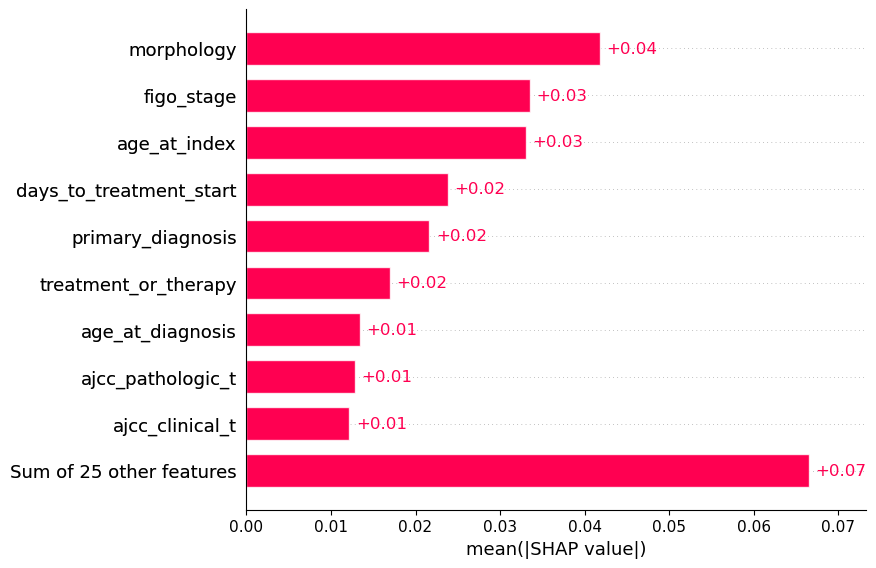 morphology +0.04
figo_stage +0.03
age_at_index +0.03
days_to_treatment_start +0.02
primary_diagnosis +0.02
treatment_or_therapy +0.02
age_at_diagnosis +0.01
ajcc_pathologic_t +0.01
ajcc_clinical_t +0.01
Sum of 25 other features +0.07
0.00 0.01 0.02 0.03 0.04 0.05 0.06 0.07
mean(|SHAP value|)